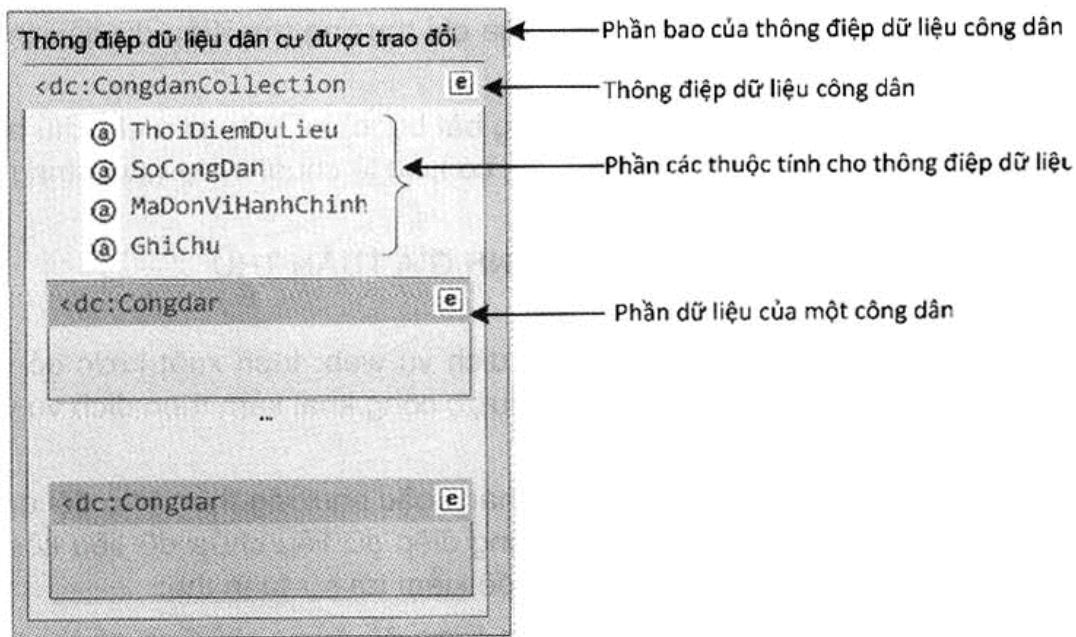 Thông điệp dữ liệu dân cư được trao đổi
Phần bao của thông điệp dữ liệu công dân
<dc:CongdanCollection e
Thông điệp dữ liệu công dân
a ThoiDiemDuLieu
a SoCongDan
Phần các thuộc tính cho thông điệp dữ liệu
a MaDonViHanhChinh
a GhiChu
<dc:Congdar e
Phần dữ liệu của một công dân
...
<dc:Congdar e